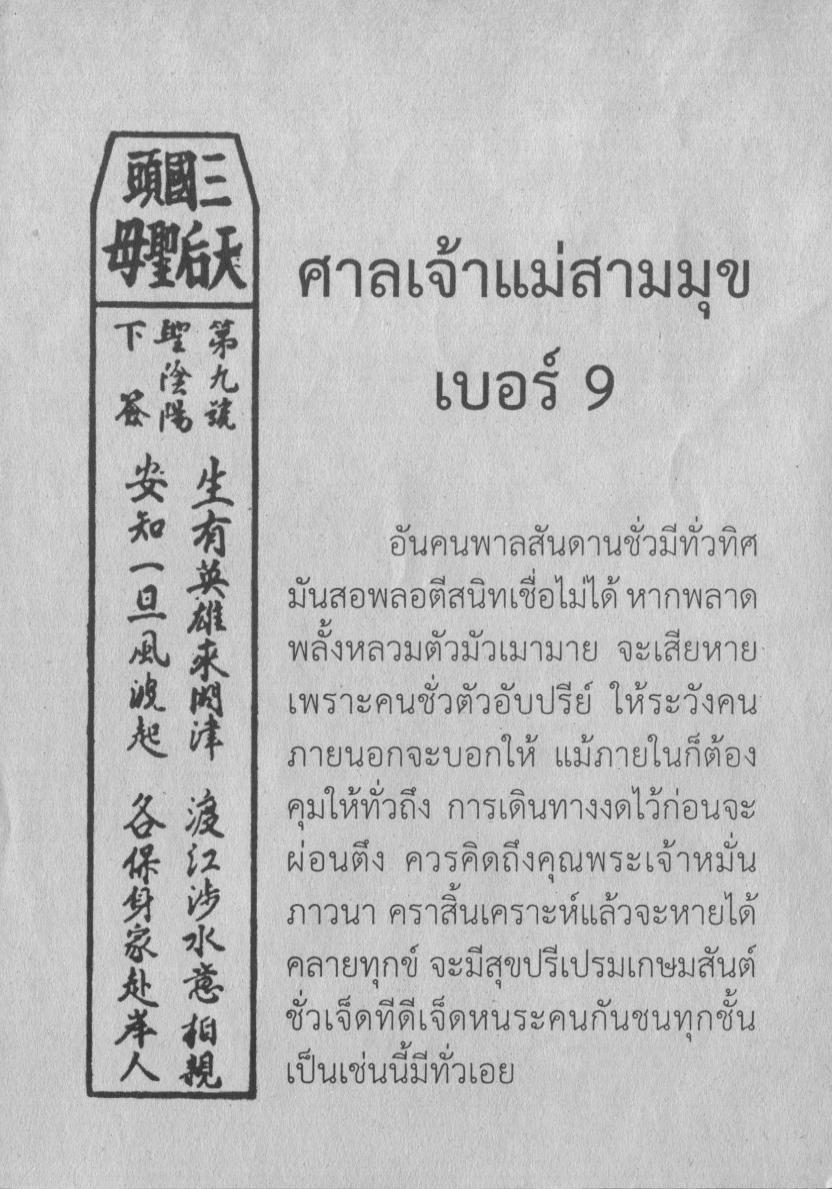 三國頭
天后聖母
第九號
聖陰陽
下签
生有英雄來問津
渡江涉水意相親
安知一旦風波起
各保身家赴岸人
ศาลเจ้าแม่สามมุข
เบอร์ 9
อันคนพาลสันดานชั่วมีทั่วทิศ
มันสอพลอตีสนิทเชื่อไม่ได้ หากพลาด
พลั้งหลวมตัวมัวเมามาย จะเสียหาย
เพราะคนชั่วตัวอับปรีย์ ให้ระวังคน
ภายนอกจะบอกให้ แม้ภายในก็ต้อง
คุมให้ทั่วถึง การเดินทางงดไว้ก่อนจะ
ผ่อนตึง ควรคิดถึงคุณพระเจ้าหมั่น
ภาวนา คราสิ้นเคราะห์แล้วจะหายได้
คลายทุกข์ จะมีสุขปรีเปรมเกษมสันต์
ชั่วเจ็ดทีดีเจ็ดหนระคนกันชนทุกชั้น
เป็นเช่นนี้มีทั่วเอย